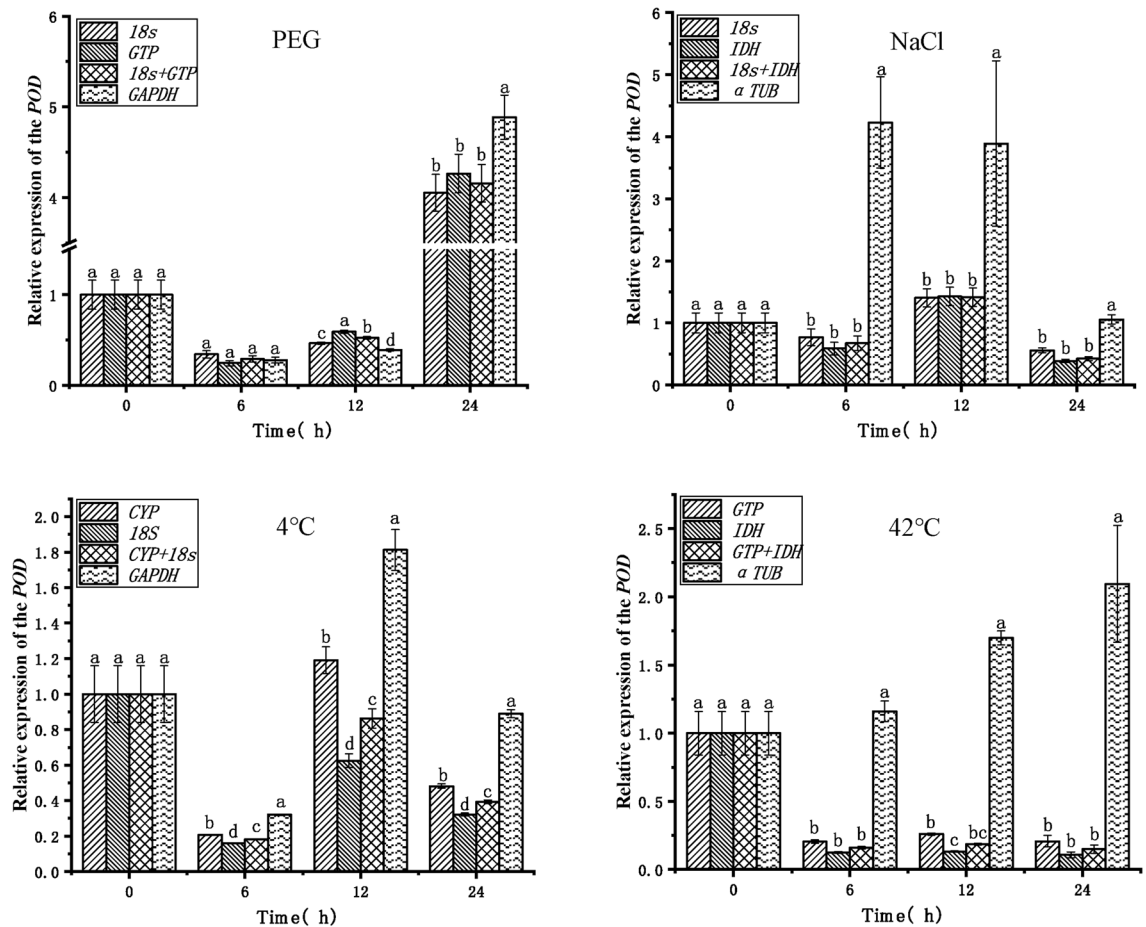 PEG
18s
GTP
18s+GTP
GAPDH
Relative expression of the POD
6
5
4
1
0
a a a a
a a a a
c a b d
b b b a
0 6 12 24
Time( h)
NaCl
18s
IDH
18s+IDH
α TUB
Relative expression of the POD
6
5
4
3
2
1
0
a a a a
b b b a
b b b a
b b b a
0 6 12 24
Time( h)
4℃
CYP
18S
CYP+18s
GAPDH
Relative expression of the POD
2.0
1.8
1.6
1.4
1.2
1.0
0.8
0.6
0.4
0.2
0.0
a a a a
b d c a
b d c a
b d c a
0 6 12 24
Time( h)
42℃
GTP
IDH
GTP+IDH
α TUB
Relative expression of the POD
2.5
2.0
1.5
1.0
0.5
0.0
a a a a
b b b a
b c bc a
b b b a
0 6 12 24
Time( h)